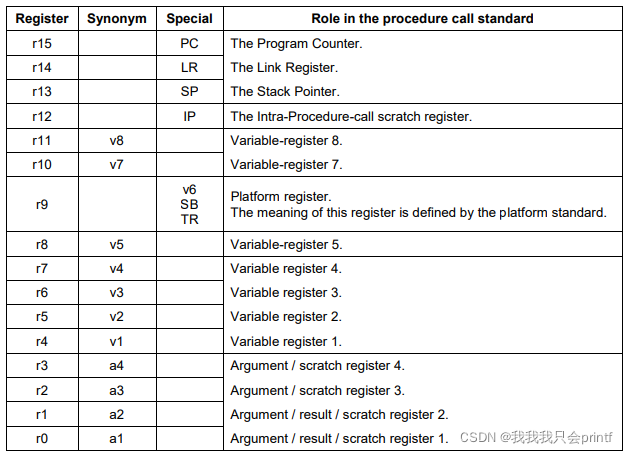 Register Synonym Special Role in the procedure call standard
r15 PC The Program Counter.
r14 LR The Link Register.
r13 SP The Stack Pointer.
r12 IP The Intra-Procedure-call scratch register.
r11 v8 Variable-register 8.
r10 v7 Variable-register 7.
r9 v6 SB TR Platform register.
The meaning of this register is defined by the platform standard.
r8 v5 Variable-register 5.
r7 v4 Variable register 4.
r6 v3 Variable register 3.
r5 v2 Variable register 2.
r4 v1 Variable register 1.
r3 a4 Argument / scratch register 4.
r2 a3 Argument / scratch register 3.
r1 a2 Argument / result / scratch register 2.
r0 a1 Argument / result / scratch register 1.
CSDN @我我我只会printf